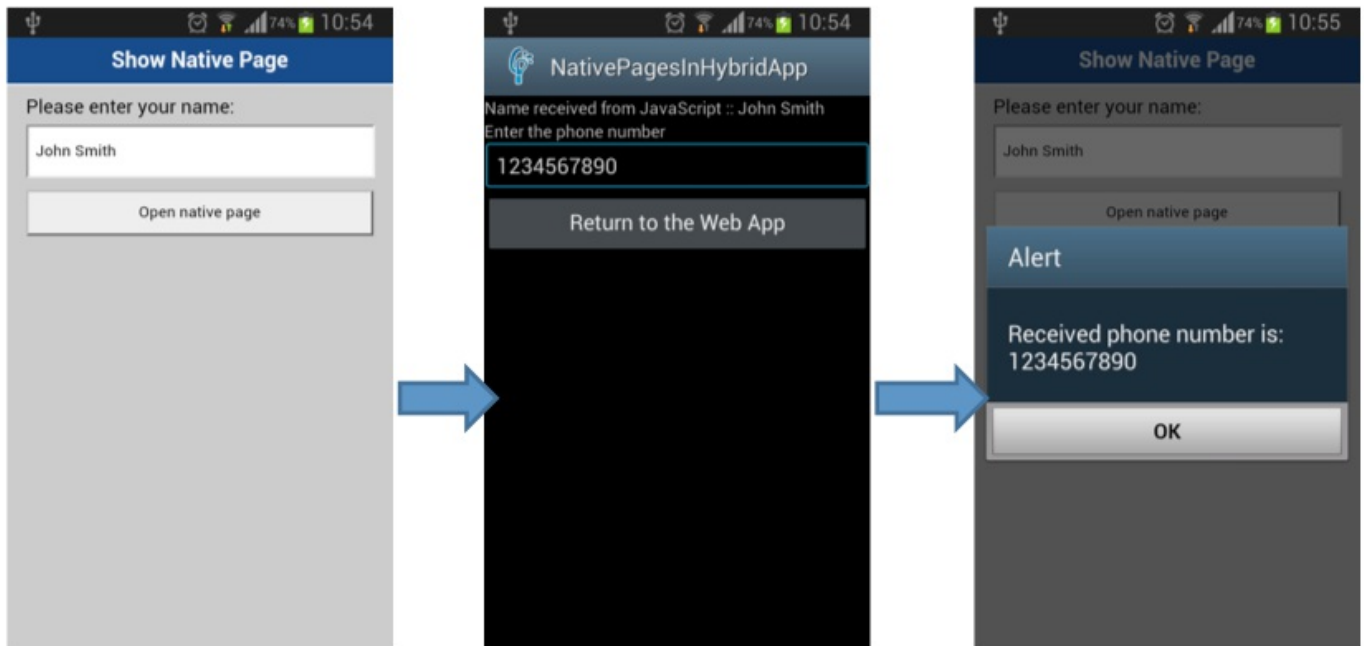 74% 10:54
Show Native Page
Please enter your name:
John Smith
Open native page
74% 10:54
NativePagesInHybridApp
Name received from JavaScript :: John Smith
Enter the phone number
1234567890
Return to the Web App
74% 10:55
Show Native Page
Please enter your name:
John Smith
Open native page
Alert
Received phone number is:
1234567890
OK